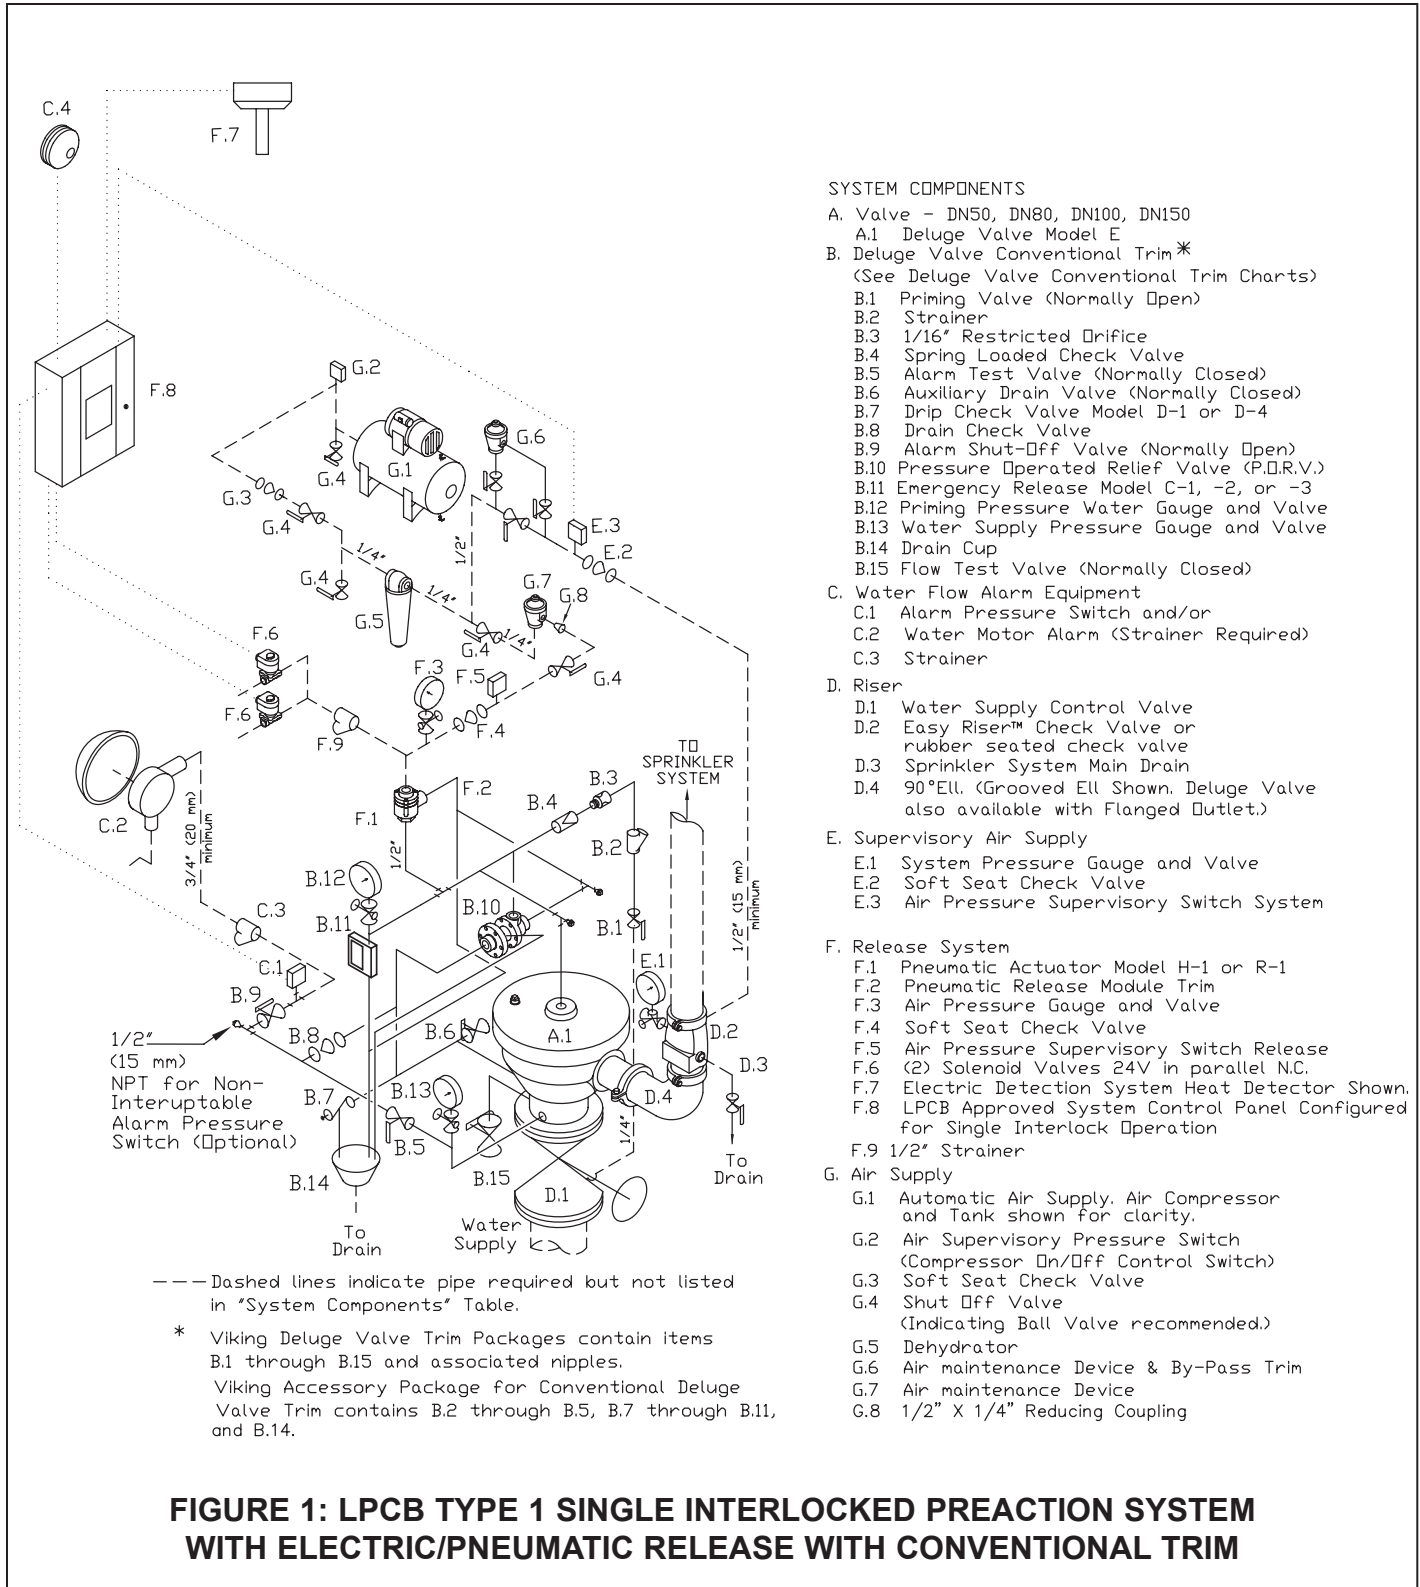 C.4
F.7
SYSTEM COMPONENTS
A. Valve - DN50, DN80, DN100, DN150
A.1 Deluge Valve Model E
B. Deluge Valve Conventional Trim*
(See Deluge Valve Conventional Trim Charts)
B.1 Priming Valve (Normally Open)
B.2 Strainer
B.3 1/16" Restricted Orifice
B.4 Spring Loaded Check Valve
B.5 Alarm Test Valve (Normally Closed)
B.6 Auxiliary Drain Valve (Normally Closed)
B.7 Drip Check Valve Model D-1 or D-4
B.8 Drain Check Valve
B.9 Alarm Shut-Off Valve (Normally Open)
B.10 Pressure Operated Relief Valve (P.O.R.V.)
B.11 Emergency Release Model C-1, -2, or -3
B.12 Priming Pressure Water Gauge and Valve
B.13 Water Supply Pressure Gauge and Valve
B.14 Drain Cup
B.15 Flow Test Valve (Normally Closed)
C. Water Flow Alarm Equipment
C.1 Alarm Pressure Switch and/or
C.2 Water Motor Alarm (Strainer Required)
C.3 Strainer
D. Riser
D.1 Water Supply Control Valve
D.2 Easy Riser™ Check Valve or
rubber seated check valve
D.3 Sprinkler System Main Drain
D.4 90°Ell. (Grooved Ell Shown. Deluge Valve
also available with Flanged Outlet.)
E. Supervisory Air Supply
E.1 System Pressure Gauge and Valve
E.2 Soft Seat Check Valve
E.3 Air Pressure Supervisory Switch System
F. Release System
F.1 Pneumatic Actuator Model H-1 or R-1
F.2 Pneumatic Release Module Trim
F.3 Air Pressure Gauge and Valve
F.4 Soft Seat Check Valve
F.5 Air Pressure Supervisory Switch Release
F.6 (2) Solenoid Valves 24V in parallel N.C.
F.7 Electric Detection System Heat Detector Shown.
F.8 LPCB Approved System Control Panel Configured
for Single Interlock Operation
F.9 1/2" Strainer
G. Air Supply
G.1 Automatic Air Supply. Air Compressor
and Tank shown for clarity.
G.2 Air Supervisory Pressure Switch
(Compressor On/Off Control Switch)
G.3 Soft Seat Check Valve
G.4 Shut Off Valve
(Indicating Ball Valve recommended.)
G.5 Dehydrator
G.6 Air maintenance Device & By-Pass Trim
G.7 Air maintenance Device
G.8 1/2" X 1/4" Reducing Coupling
F.8
G.2
G.6
G.1
G.4
G.3
G.4
E.3
E.2
1/4"
1/2"
G.4
G.5
1/4"
G.7
G.8
G.4
1/4"
G.4
F.6
F.6
F.3
F.5
F.4
F.9
TO
SPRINKLER
SYSTEM
F.2
F.1
B.3
B.4
B.2
C.2
3/4" (20 mm)
minimum
1/2"
B.12
B.11
B.10
B.1
1/2" (15 mm)
minimum
C.3
C.1
E.1
B.9
B.8
B.6
A.1
D.2
D.3
D.4
1/2"
(15 mm)
NPT for Non-
Interuptable
Alarm Pressure
Switch (Optional)
B.7
B.13
B.5
B.15
1/4"
B.14
D.1
To
Drain
To
Drain
Water
Supply
--- Dashed lines indicate pipe required but not listed
in "System Components" Table.
* Viking Deluge Valve Trim Packages contain items
B.1 through B.15 and associated nipples.
Viking Accessory Package for Conventional Deluge
Valve Trim contains B.2 through B.5, B.7 through B.11,
and B.14.
FIGURE 1: LPCB TYPE 1 SINGLE INTERLOCKED PREACTION SYSTEM
WITH ELECTRIC/PNEUMATIC RELEASE WITH CONVENTIONAL TRIM